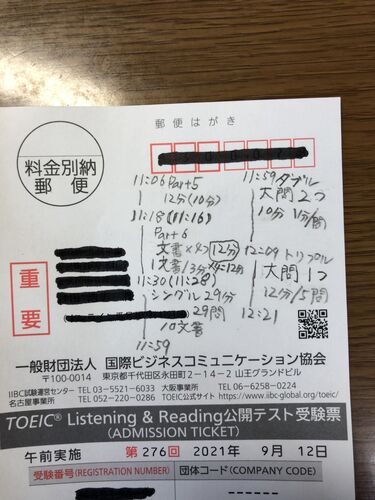 郵便はがき
料金別納
郵便
重要
11:06 Part 5
12分(10分)
11:18(11:16)
Part 6
文書×4つ 12分
1文書/3分×4=12分
11:30(11:28)
シングル 29分
29問
10文書
11:59
11:59 ダブル
大問2つ
10分 1分/問
12:09 トリプル
大問1つ
12分/5問
12:21
一般財団法人 国際ビジネスコミュニケーション協会
〒100-0014 東京都千代田区永田町2-14-2 山王グランドビル
IIBC試験運営センター TEL 03-5521-6033 大阪事業所 TEL 06-6258-0224
名古屋事業所 TEL 052-220-0286 TOEIC公式サイト https://www.iibc-global.org/toeic/
TOEIC® Listening & Reading公開テスト受験票
(ADMISSION TICKET)
午前実施 第276回 2021年 9月 12日
受験番号(REGISTRATION NUMBER) 団体コード(COMPANY CODE)